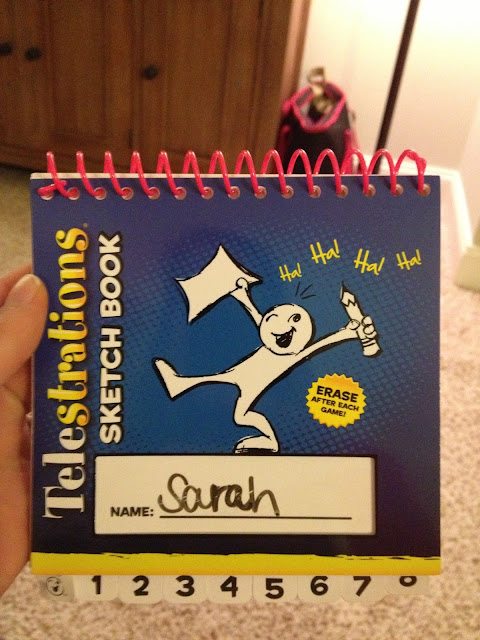 Telestrations®
SKETCH BOOK
Ha! Ha! Ha! Ha!
ERASE
AFTER EACH
GAME!
NAME: Sarah
1 2 3 4 5 6 7 8